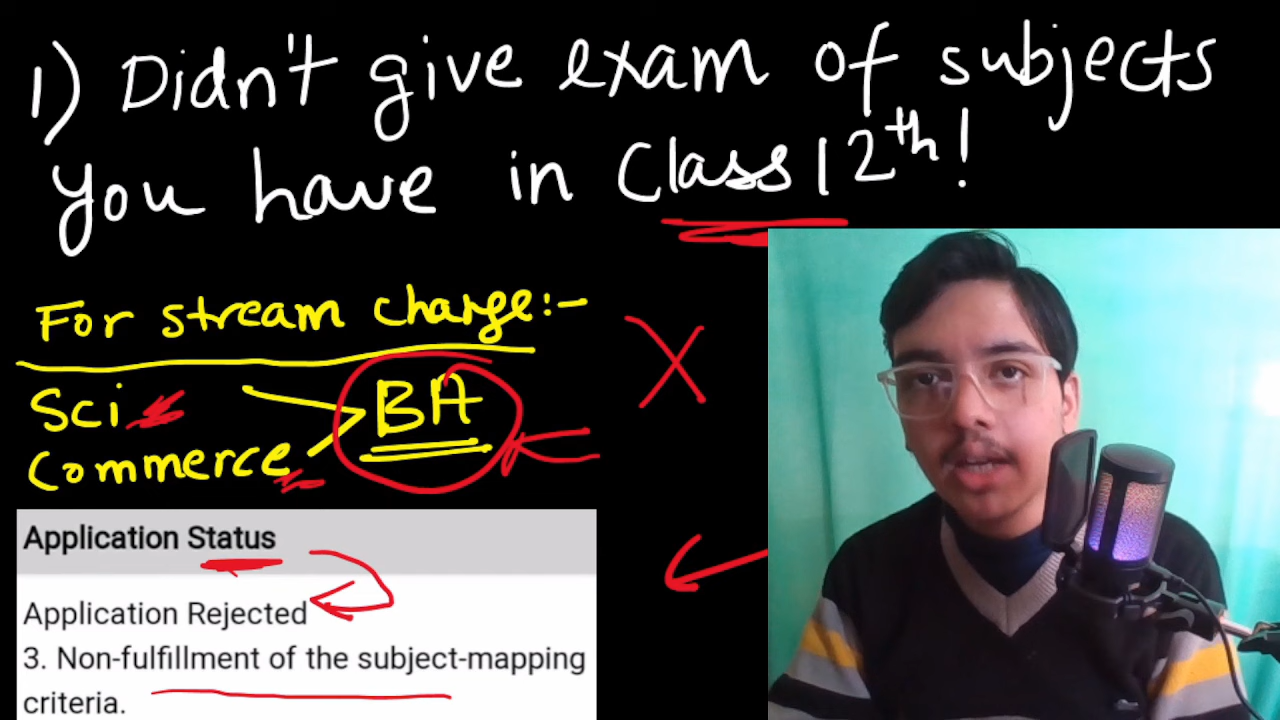 1) Didn't give exam of subjects
you have in Class 12th!
For stream change:-
Sci
Commerce
BA
X
Application Status
Application Rejected
3. Non-fulfillment of the subject-mapping
criteria.